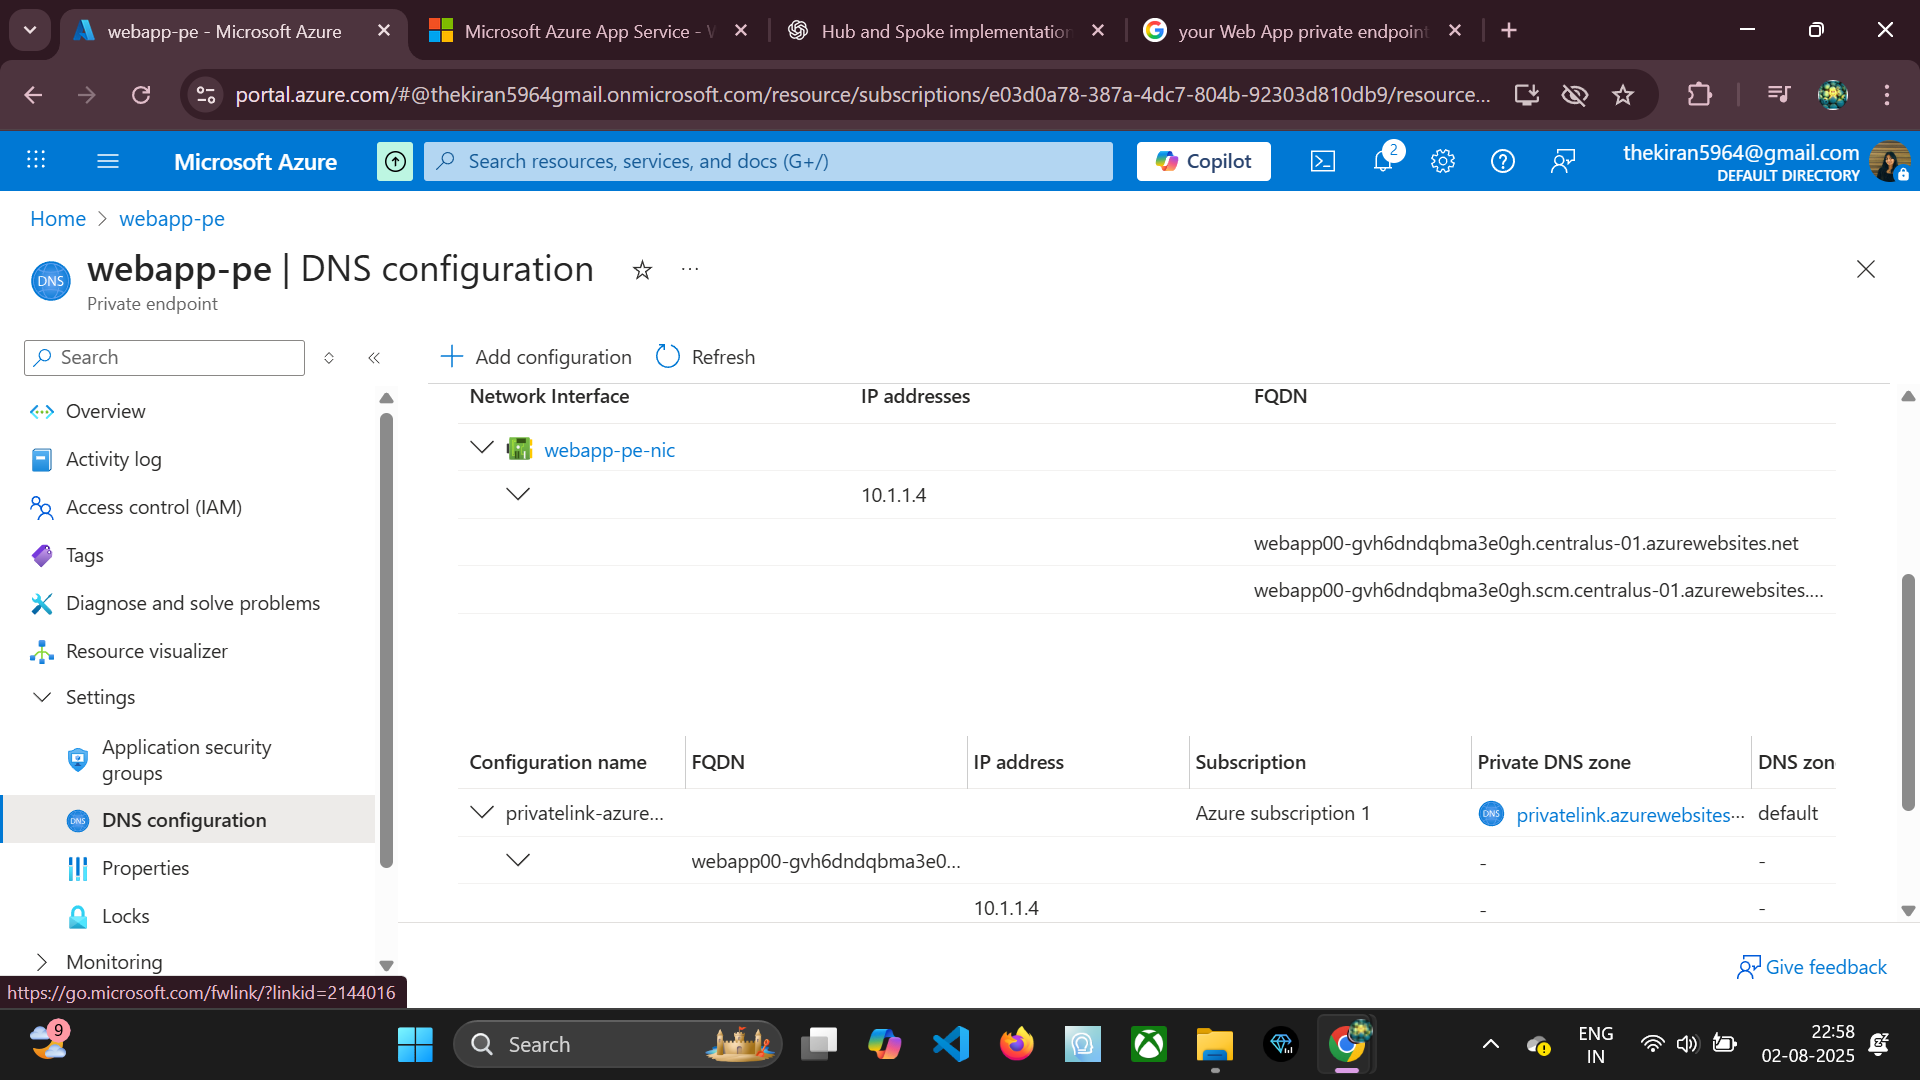 webapp-pe - Microsoft Azure
Microsoft Azure App Service - W
Hub and Spoke implementation
your Web App private endpoint
portal.azure.com/#@thekiran5964gmail.onmicrosoft.com/resource/subscriptions/e03d0a78-387a-4dc7-804b-92303d810db9/resource...
Microsoft Azure
Search resources, services, and docs (G+/)
Copilot
2
thekiran5964@gmail.com
DEFAULT DIRECTORY
Home > webapp-pe
DNS
webapp-pe | DNS configuration
Private endpoint
Search
Add configuration
Refresh
Overview
Activity log
Access control (IAM)
Tags
Diagnose and solve problems
Resource visualizer
Settings
Application security
groups
DNS configuration
Properties
Locks
Monitoring
Network Interface IP addresses FQDN
webapp-pe-nic
10.1.1.4
webapp00-gvh6dndqbma3e0gh.centralus-01.azurewebsites.net
webapp00-gvh6dndqbma3e0gh.scm.centralus-01.azurewebsites....
Configuration name FQDN IP address Subscription Private DNS zone DNS zon
privatelink-azure... Azure subscription 1 privatelink.azurewebsites... default
webapp00-gvh6dndqbma3e0... - -
10.1.1.4 - -
Give feedback
https://go.microsoft.com/fwlink/?linkid=2144016
9
Search
ENG
IN
22:58
02-08-2025